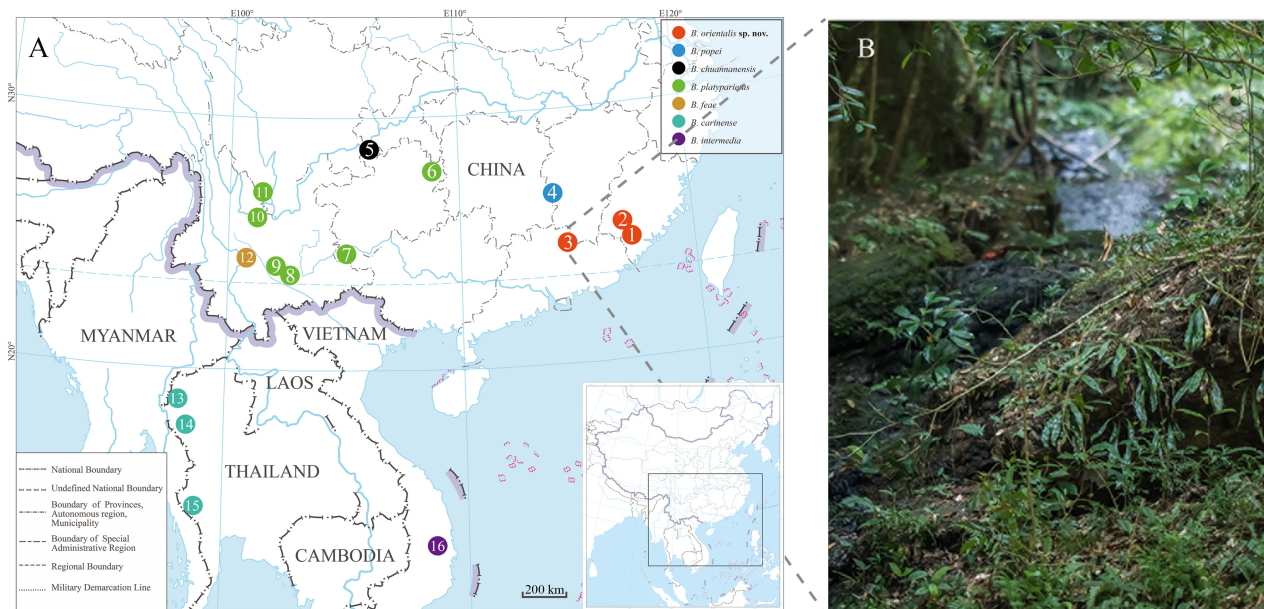 E100°
E110°
E120°
A
B
N30°
N20°
B. orientalis sp. nov.
B. popei
B. chuannanensis
B. platyparietus
B. feae
B. carinense
B. intermedia
5
6
CHINA
11
4
10
2
1
3
7
12
9
8
MYANMAR
VIETNAM
LAOS
13
14
THAILAND
15
16
CAMBODIA
200 km
National Boundary
Undefined National Boundary
Boundary of Provinces,
Autonomous region,
Municipality
Boundary of Special
Administrative Region
Regional Boundary
Military Demarcation Line